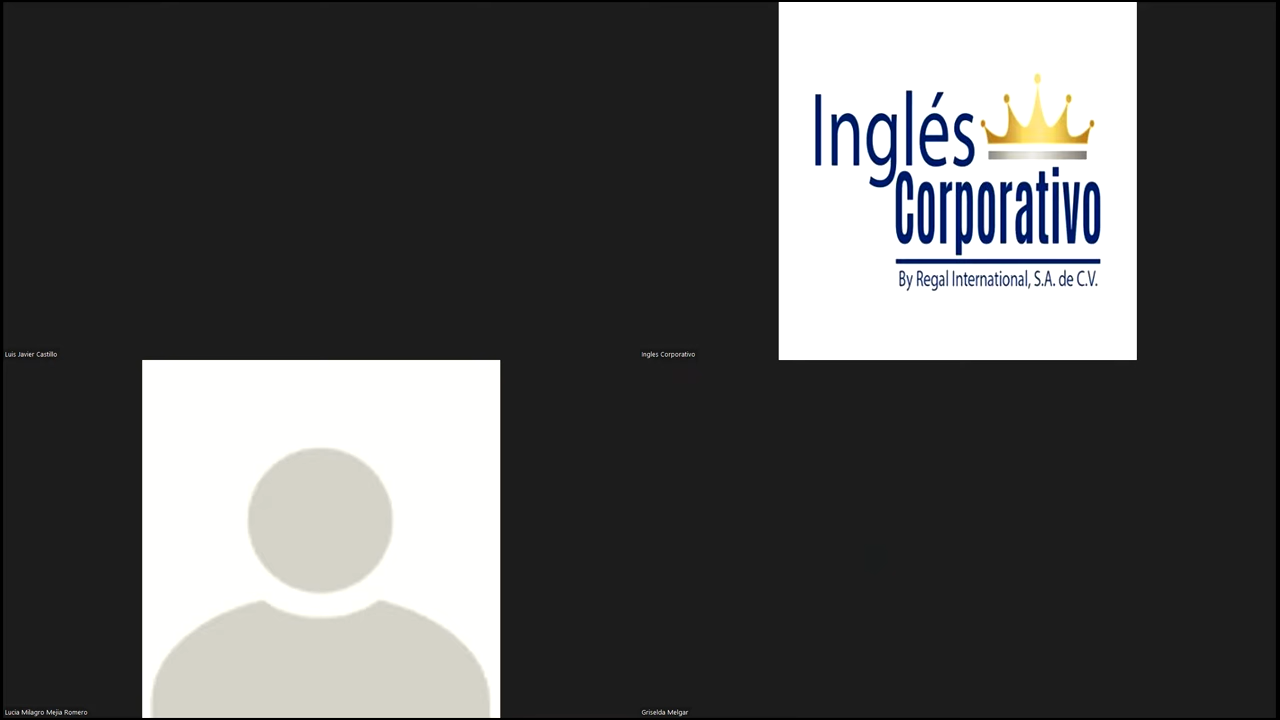 Inglés
Corporativo
By Regal International, S.A. de C.V.
Luis Javier Castillo
Ingles Corporativo
Lucia Milagro Mejia Romero
Griselda Melgar